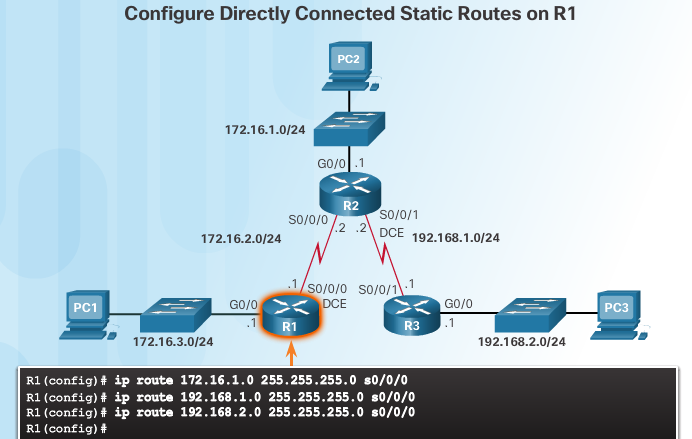 Configure Directly Connected Static Routes on R1
PC2
172.16.1.0/24
G0/0 .1
R2
S0/0/0 .2 .2 S0/0/1
DCE
172.16.2.0/24
192.168.1.0/24
.1 S0/0/0
DCE
S0/0/1 .1
PC1
G0/0
.1
R1
R3
G0/0
.1
PC3
172.16.3.0/24
192.168.2.0/24
R1(config)# ip route 172.16.1.0 255.255.255.0 s0/0/0
R1(config)# ip route 192.168.1.0 255.255.255.0 s0/0/0
R1(config)# ip route 192.168.2.0 255.255.255.0 s0/0/0
R1(config)#